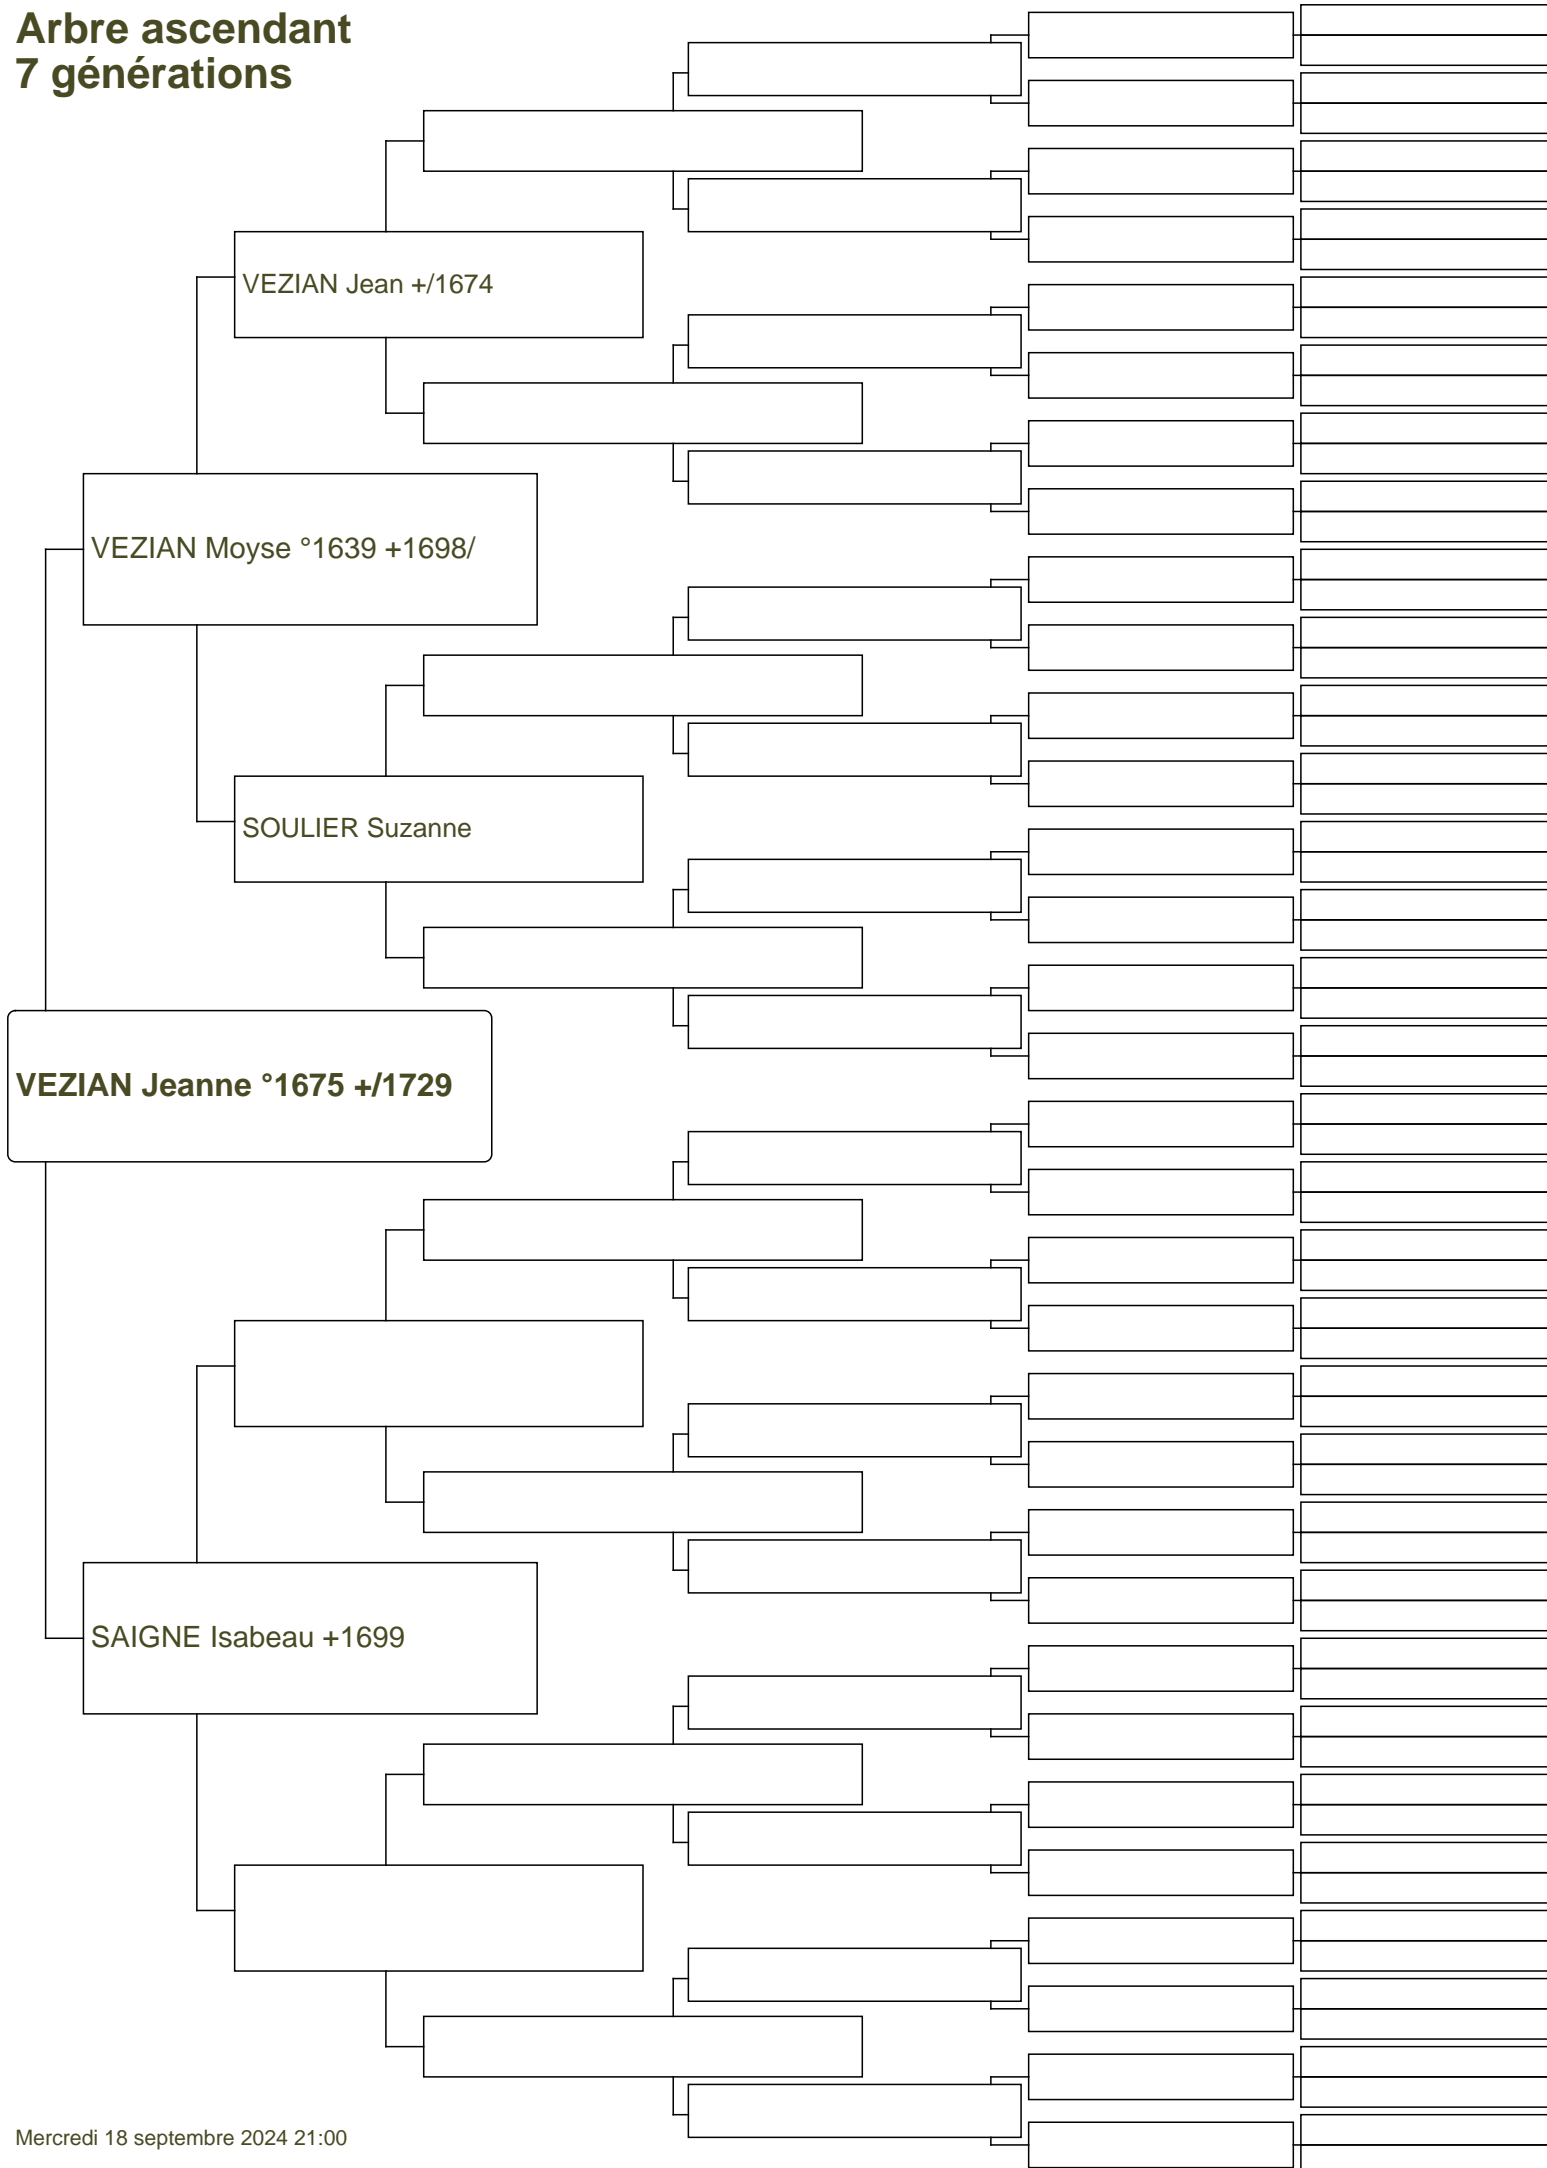 Arbre ascendant
7 générations
VEZIAN Jean +/1674
VEZIAN Moyse °1639 +1698/
SOULIER Suzanne
VEZIAN Jeanne °1675 +/1729
SAIGNE Isabeau +1699
Mercredi 18 septembre 2024 21:00